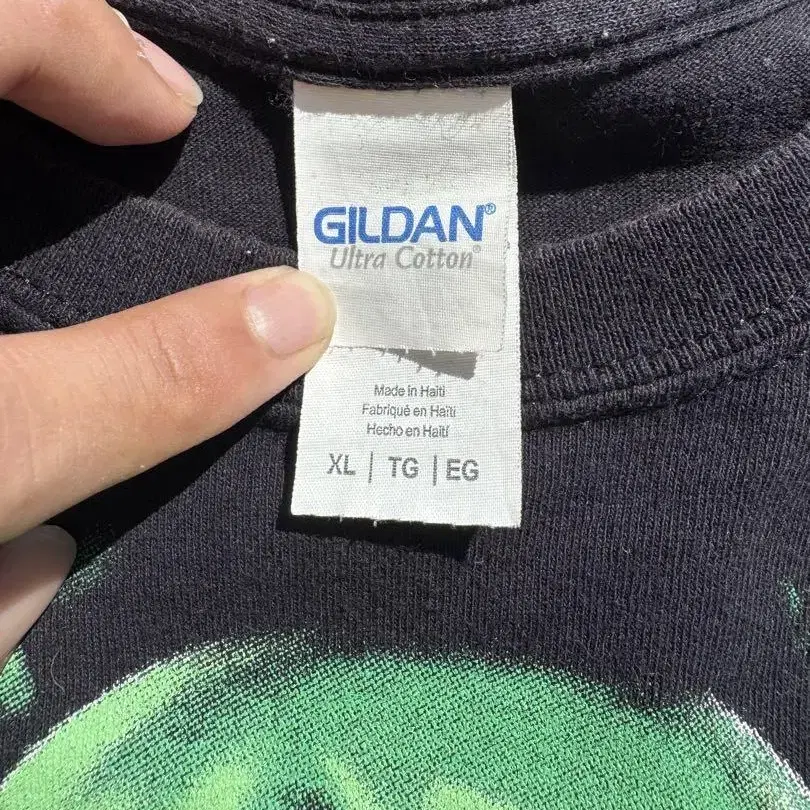 GILDAN®
Ultra Cotton®
Made in Haiti
Fabriqué en Haïti
Hecho en Haití
XL | TG | EG